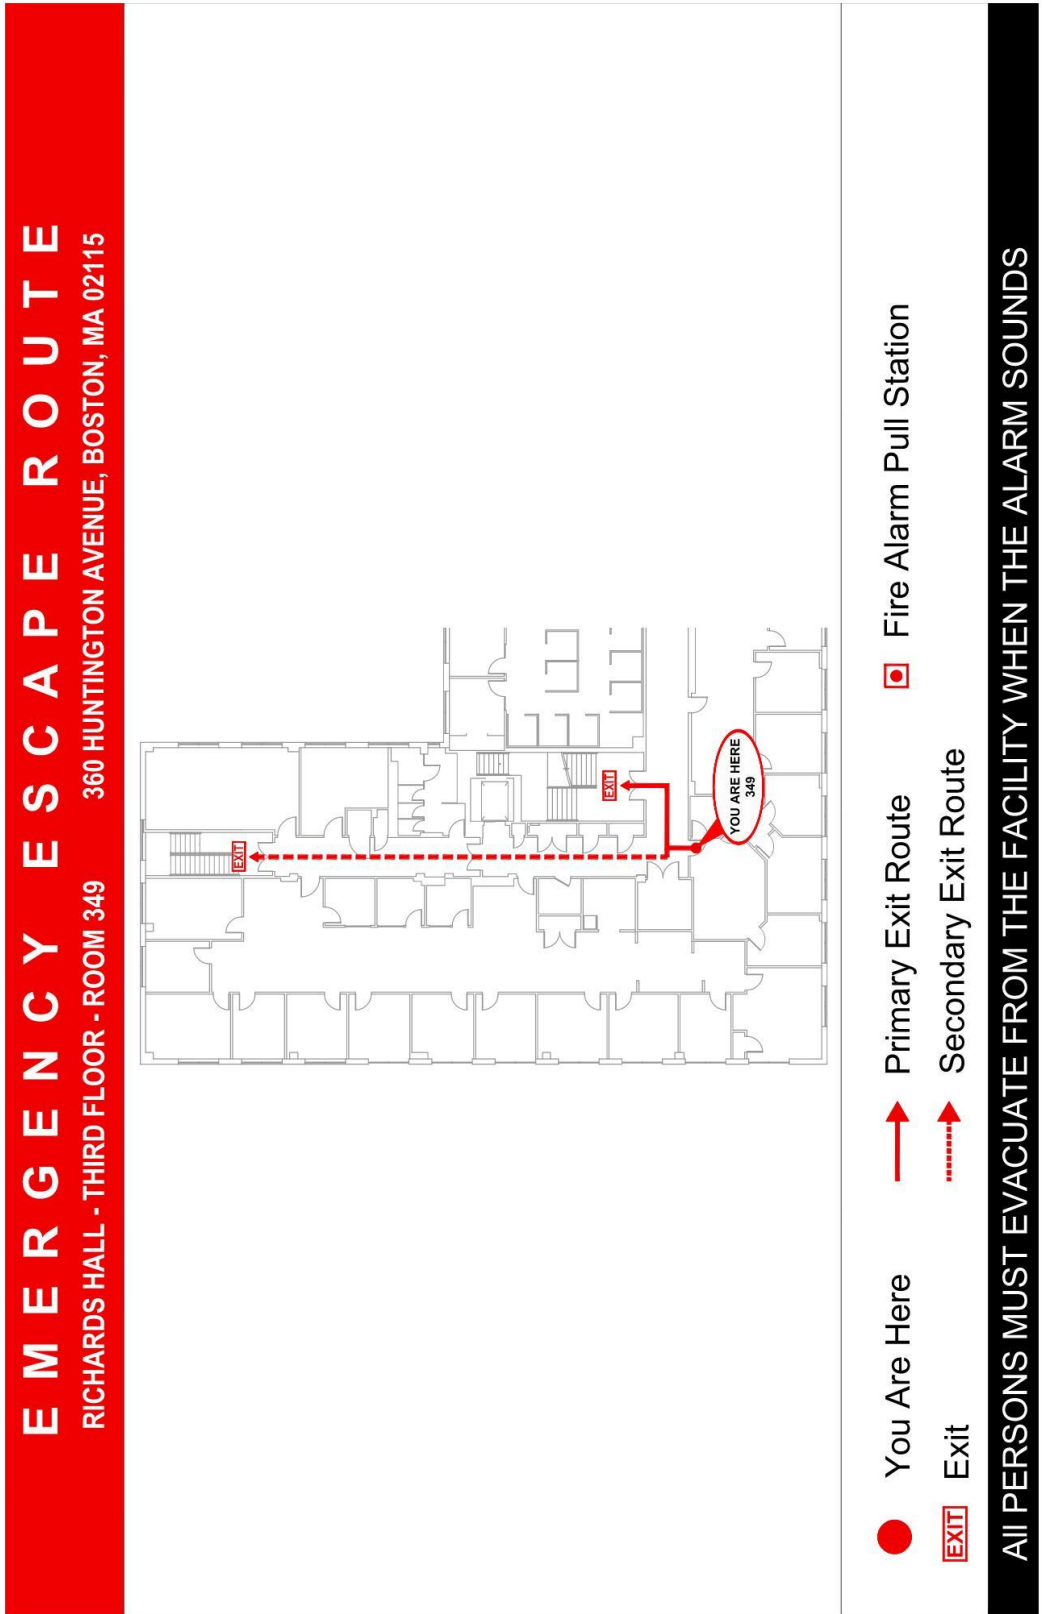 EMERGENCY ESCAPE ROUTE
RICHARDS HALL - THIRD FLOOR - ROOM 349 360 HUNTINGTON AVENUE, BOSTON, MA 02115
EXIT
EXIT
YOU ARE HERE
349
You Are Here
Primary Exit Route
Fire Alarm Pull Station
EXIT Exit
Secondary Exit Route
All PERSONS MUST EVACUATE FROM THE FACILITY WHEN THE ALARM SOUNDS